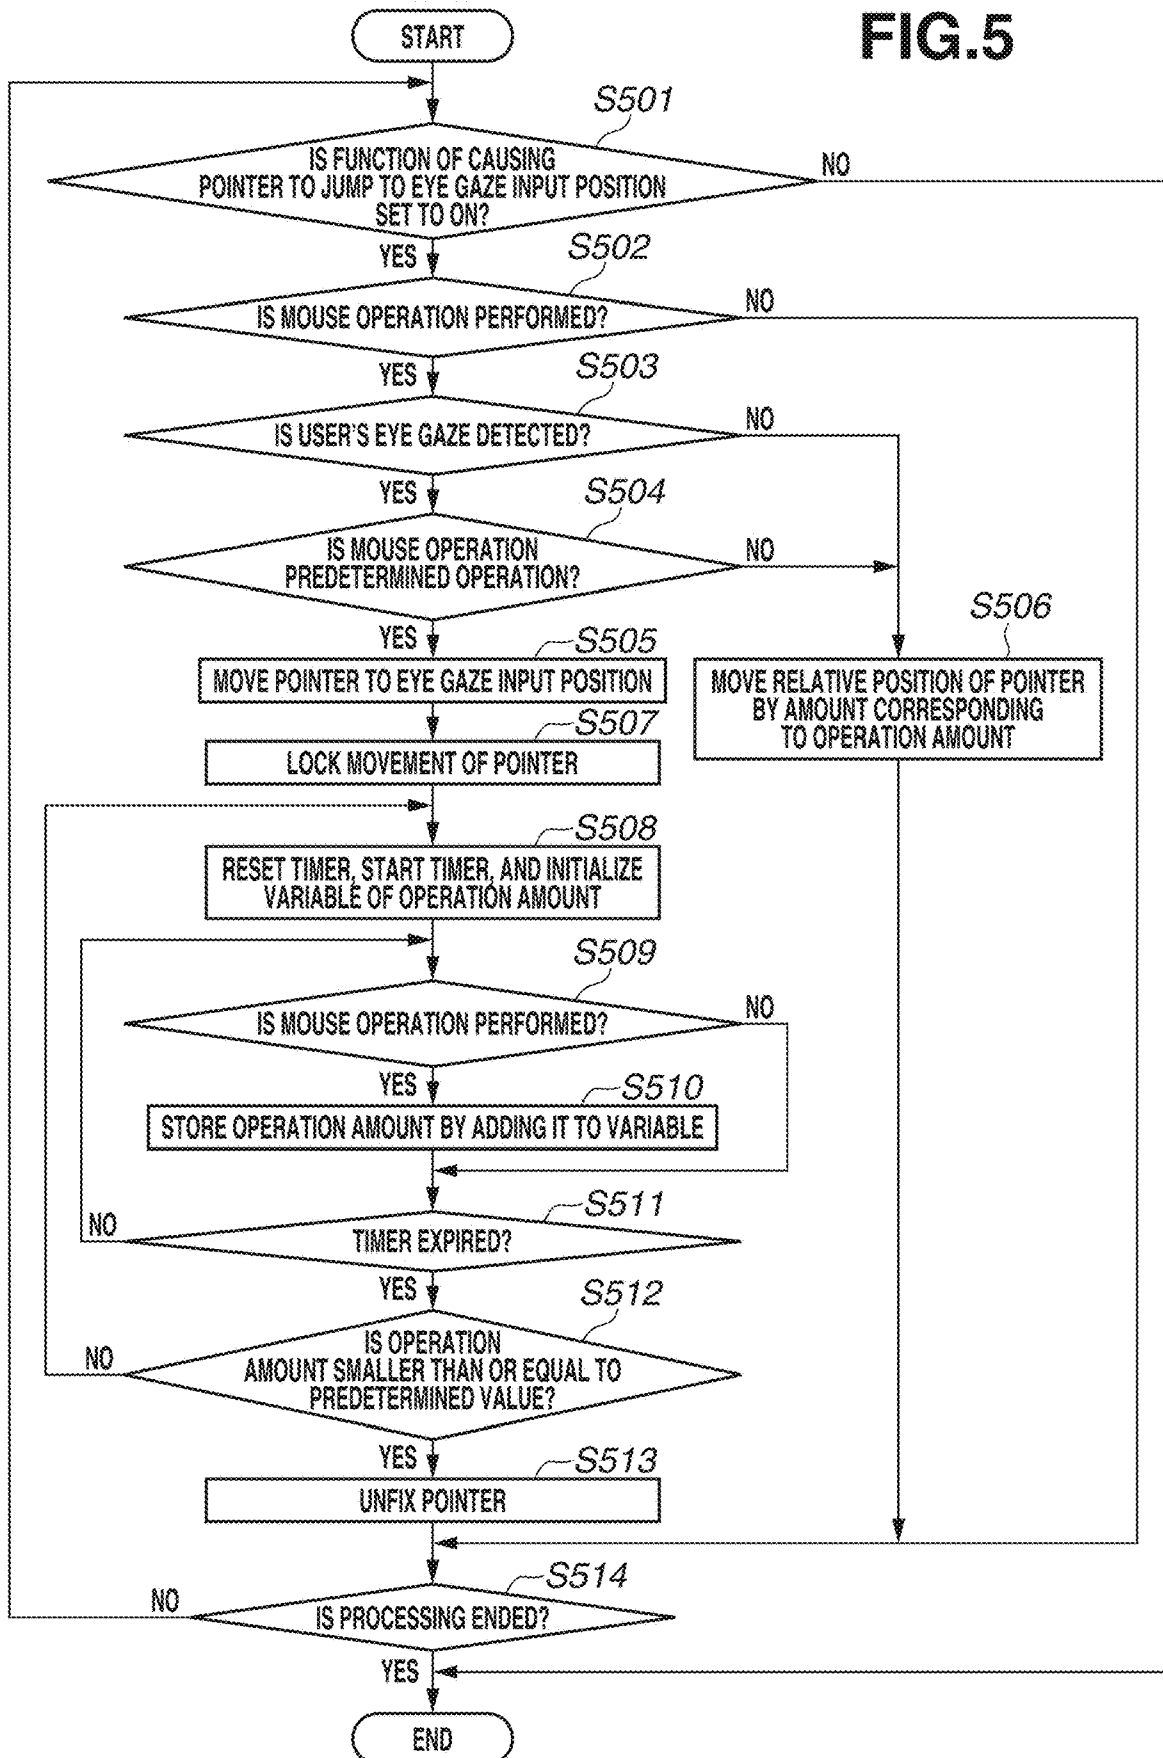 FIG.5
START
S501
IS FUNCTION OF CAUSING
POINTER TO JUMP TO EYE GAZE INPUT POSITION
SET TO ON?
NO
YES
S502
IS MOUSE OPERATION PERFORMED?
NO
YES
S503
IS USER'S EYE GAZE DETECTED?
NO
YES
S504
IS MOUSE OPERATION
PREDETERMINED OPERATION?
NO
YES
S505
MOVE POINTER TO EYE GAZE INPUT POSITION
S506
MOVE RELATIVE POSITION OF POINTER
BY AMOUNT CORRESPONDING
TO OPERATION AMOUNT
S507
LOCK MOVEMENT OF POINTER
S508
RESET TIMER, START TIMER, AND INITIALIZE
VARIABLE OF OPERATION AMOUNT
S509
IS MOUSE OPERATION PERFORMED?
NO
YES
S510
STORE OPERATION AMOUNT BY ADDING IT TO VARIABLE
S511
TIMER EXPIRED?
NO
YES
S512
IS OPERATION
AMOUNT SMALLER THAN OR EQUAL TO
PREDETERMINED VALUE?
NO
YES
S513
UNFIX POINTER
S514
IS PROCESSING ENDED?
NO
YES
END